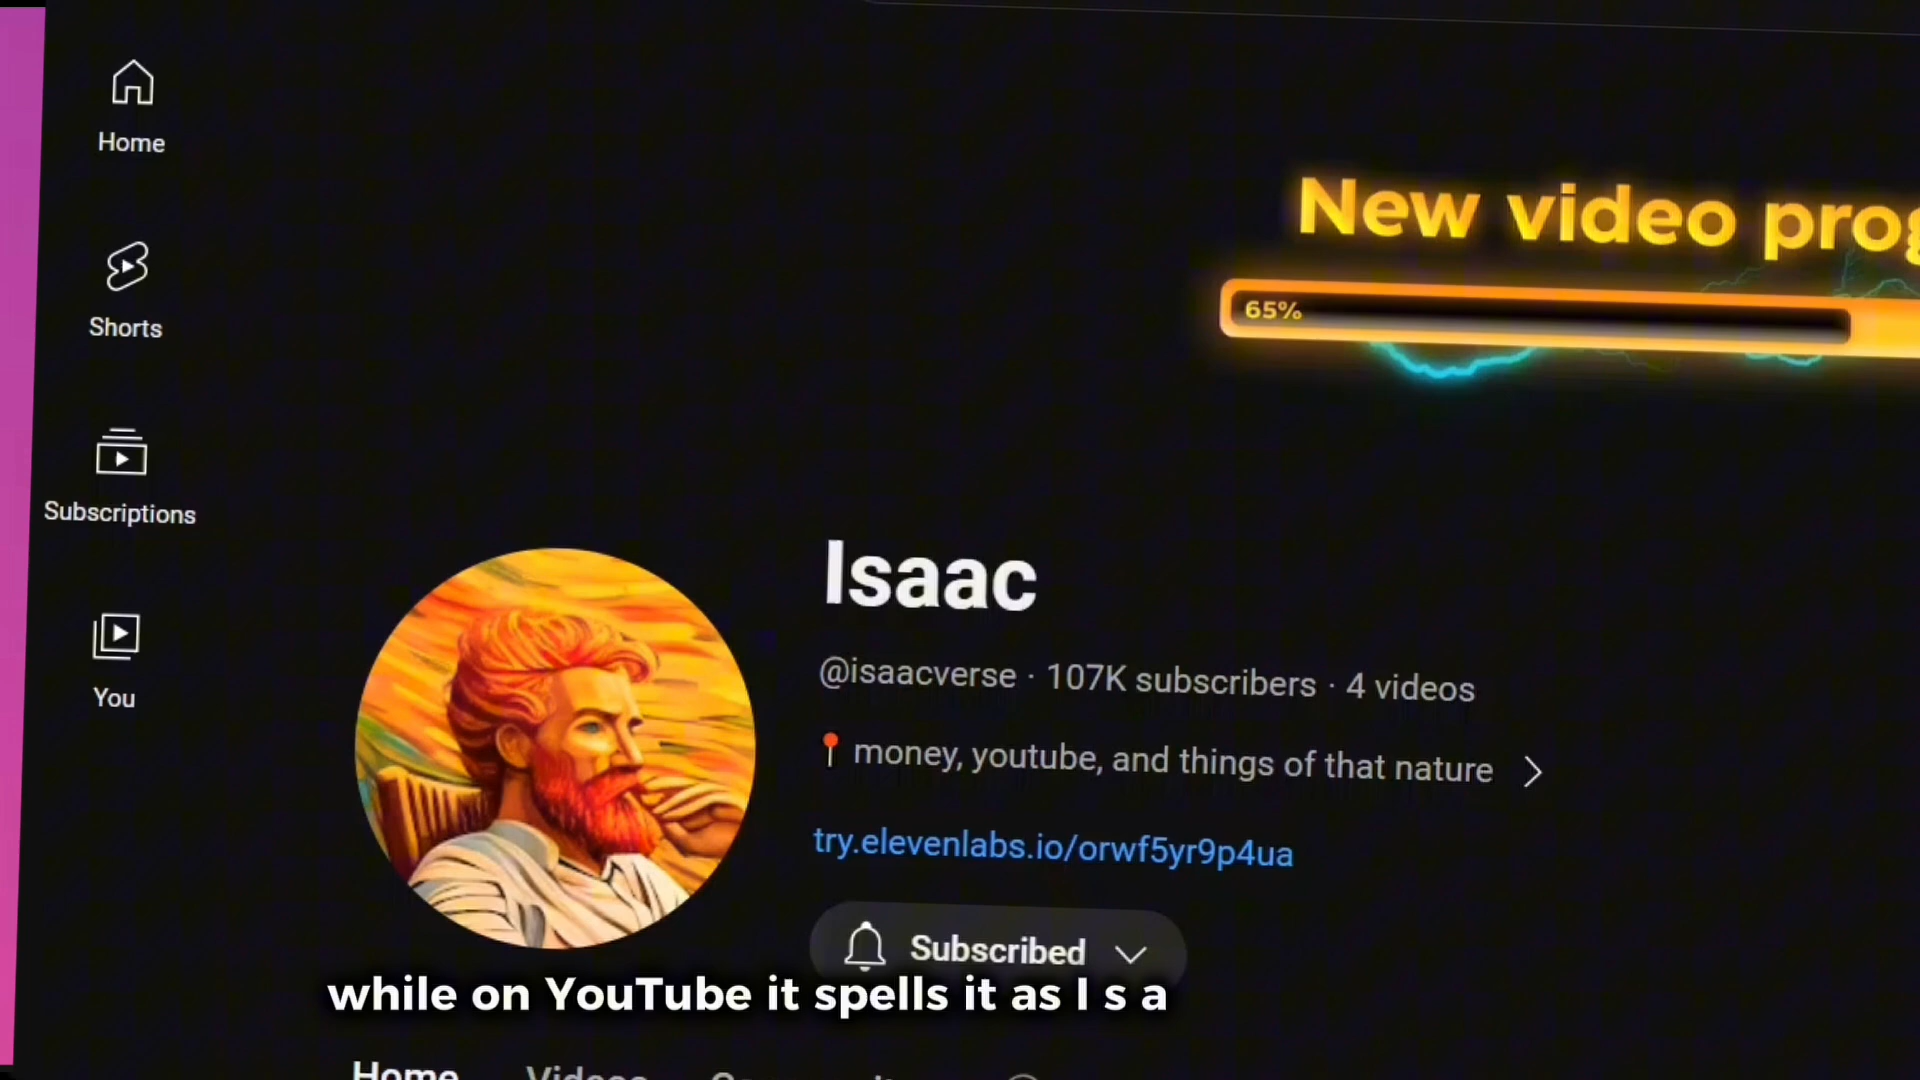 Home
Shorts
Subscriptions
You
New video prog
65%
Isaac
@isaacverse · 107K subscribers · 4 videos
📍 money, youtube, and things of that nature
try.elevenlabs.io/orwf5yr9p4ua
Subscribed
while on YouTube it spells it as I s a
Home Videos